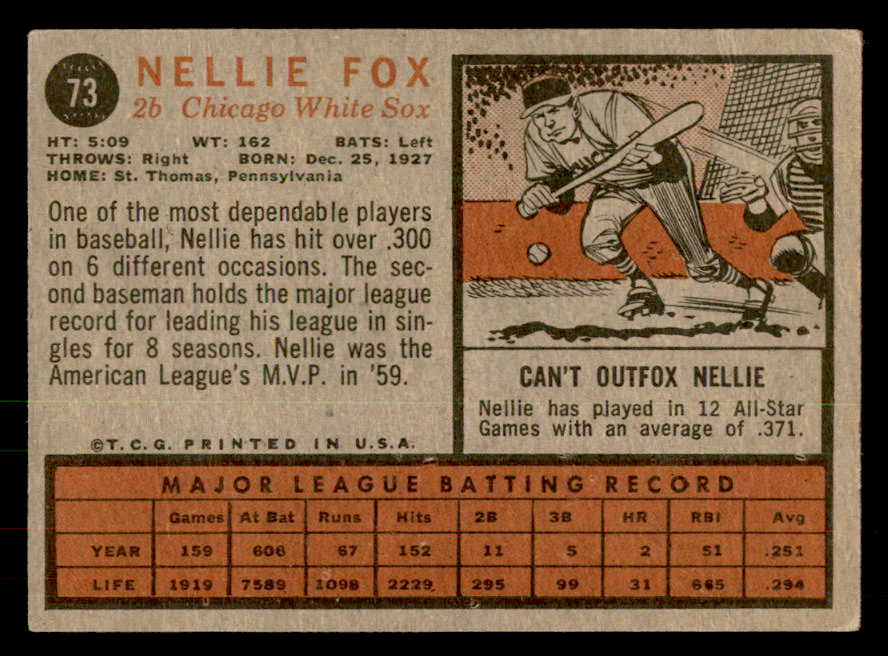 73
NELLIE FOX
2b Chicago White Sox
HT: 5:09 WT: 162 BATS: Left
THROWS: Right BORN: Dec. 25, 1927
HOME: St. Thomas, Pennsylvania
One of the most dependable players
in baseball, Nellie has hit over .300
on 6 different occasions. The sec-
ond baseman holds the major league
record for leading his league in sin-
gles for 8 seasons. Nellie was the
American League's M.V.P. in '59.
©T.C.G. PRINTED IN U.S.A.
CAN'T OUTFOX NELLIE
Nellie has played in 12 All-Star
Games with an average of .371.
MAJOR LEAGUE BATTING RECORD
Games At Bat Runs Hits 2B 3B HR RBI Avg
YEAR 159 606 67 152 11 5 2 51 .251
LIFE 1919 7589 1098 2229 295 99 31 665 .294